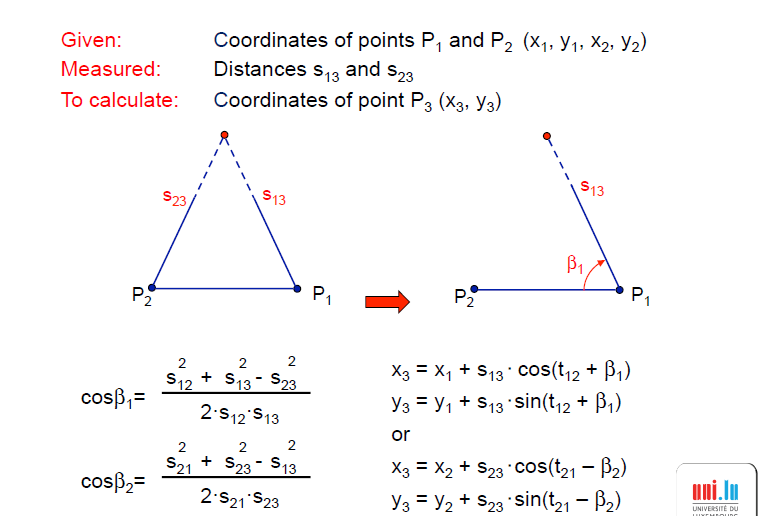 Given: Coordinates of points P₁ and P₂ (x₁, y₁, x₂, y₂)
Measured: Distances s₁₃ and s₂₃
To calculate: Coordinates of point P₃ (x₃, y₃)
s₂₃ s₁₃ s₁₃
β₁
P₂ P₁ P₂ P₁
cosβ₁= (s₁₂² + s₁₃² - s₂₃²) / (2·s₁₂·s₁₃)
cosβ₂= (s₂₁² + s₂₃² - s₁₃²) / (2·s₂₁·s₂₃)
x₃ = x₁ + s₁₃· cos(t₁₂ + β₁)
y₃ = y₁ + s₁₃·sin(t₁₂ + β₁)
or
x₃ = x₂ + s₂₃·cos(t₂₁ – β₂)
y₃ = y₂ + s₂₃·sin(t₂₁ – β₂)
uni.lu
UNIVERSITÉ DU